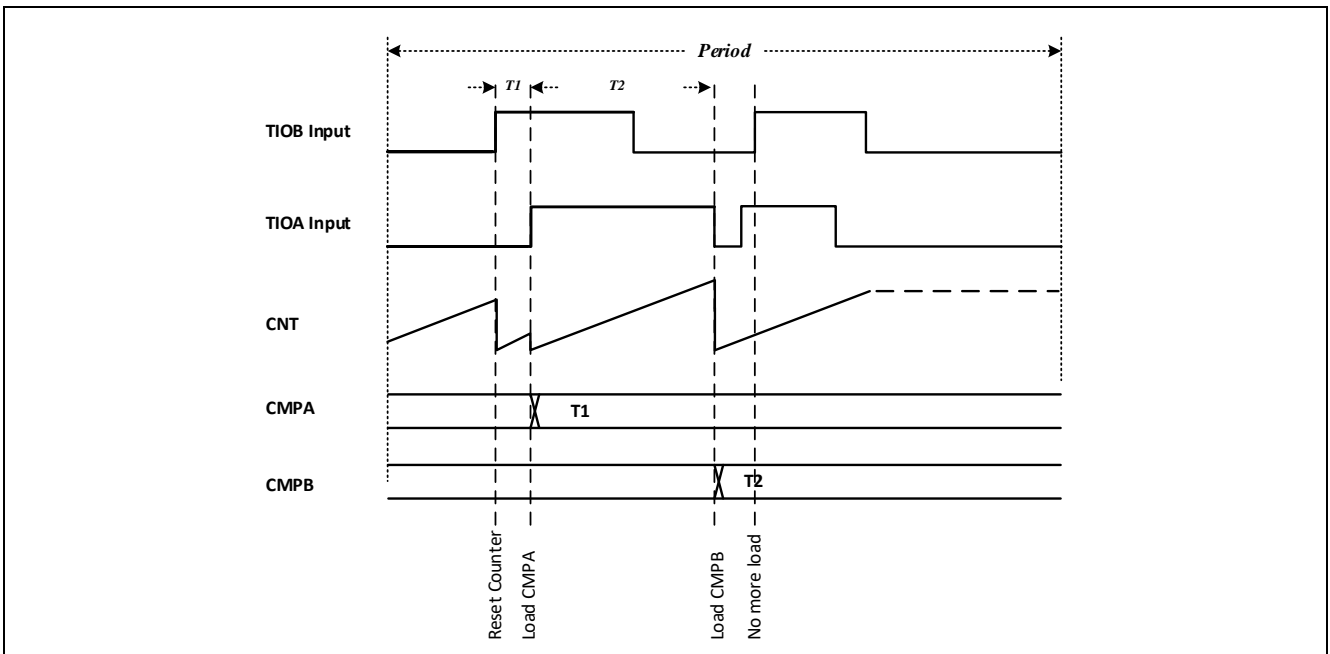 Period
T1
T2
TIOB Input
TIOA Input
CNT
CMPA
T1
CMPB
T2
Reset Counter
Load CMPA
Load CMPB
No more load